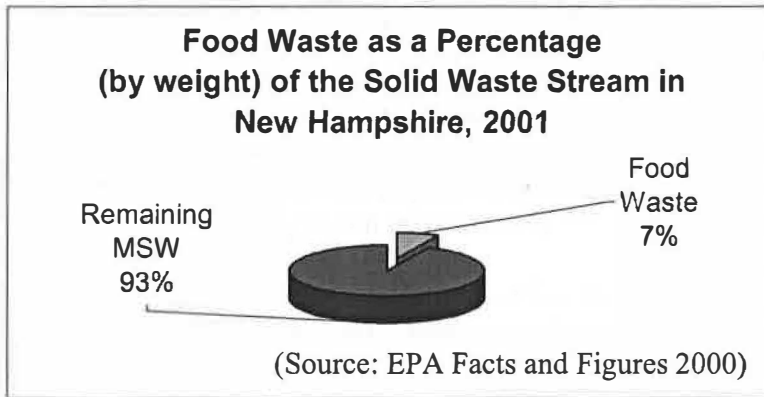 Food Waste as a Percentage
(by weight) of the Solid Waste Stream in
New Hampshire, 2001
Food
Waste
7%
Remaining
MSW
93%
(Source: EPA Facts and Figures 2000)